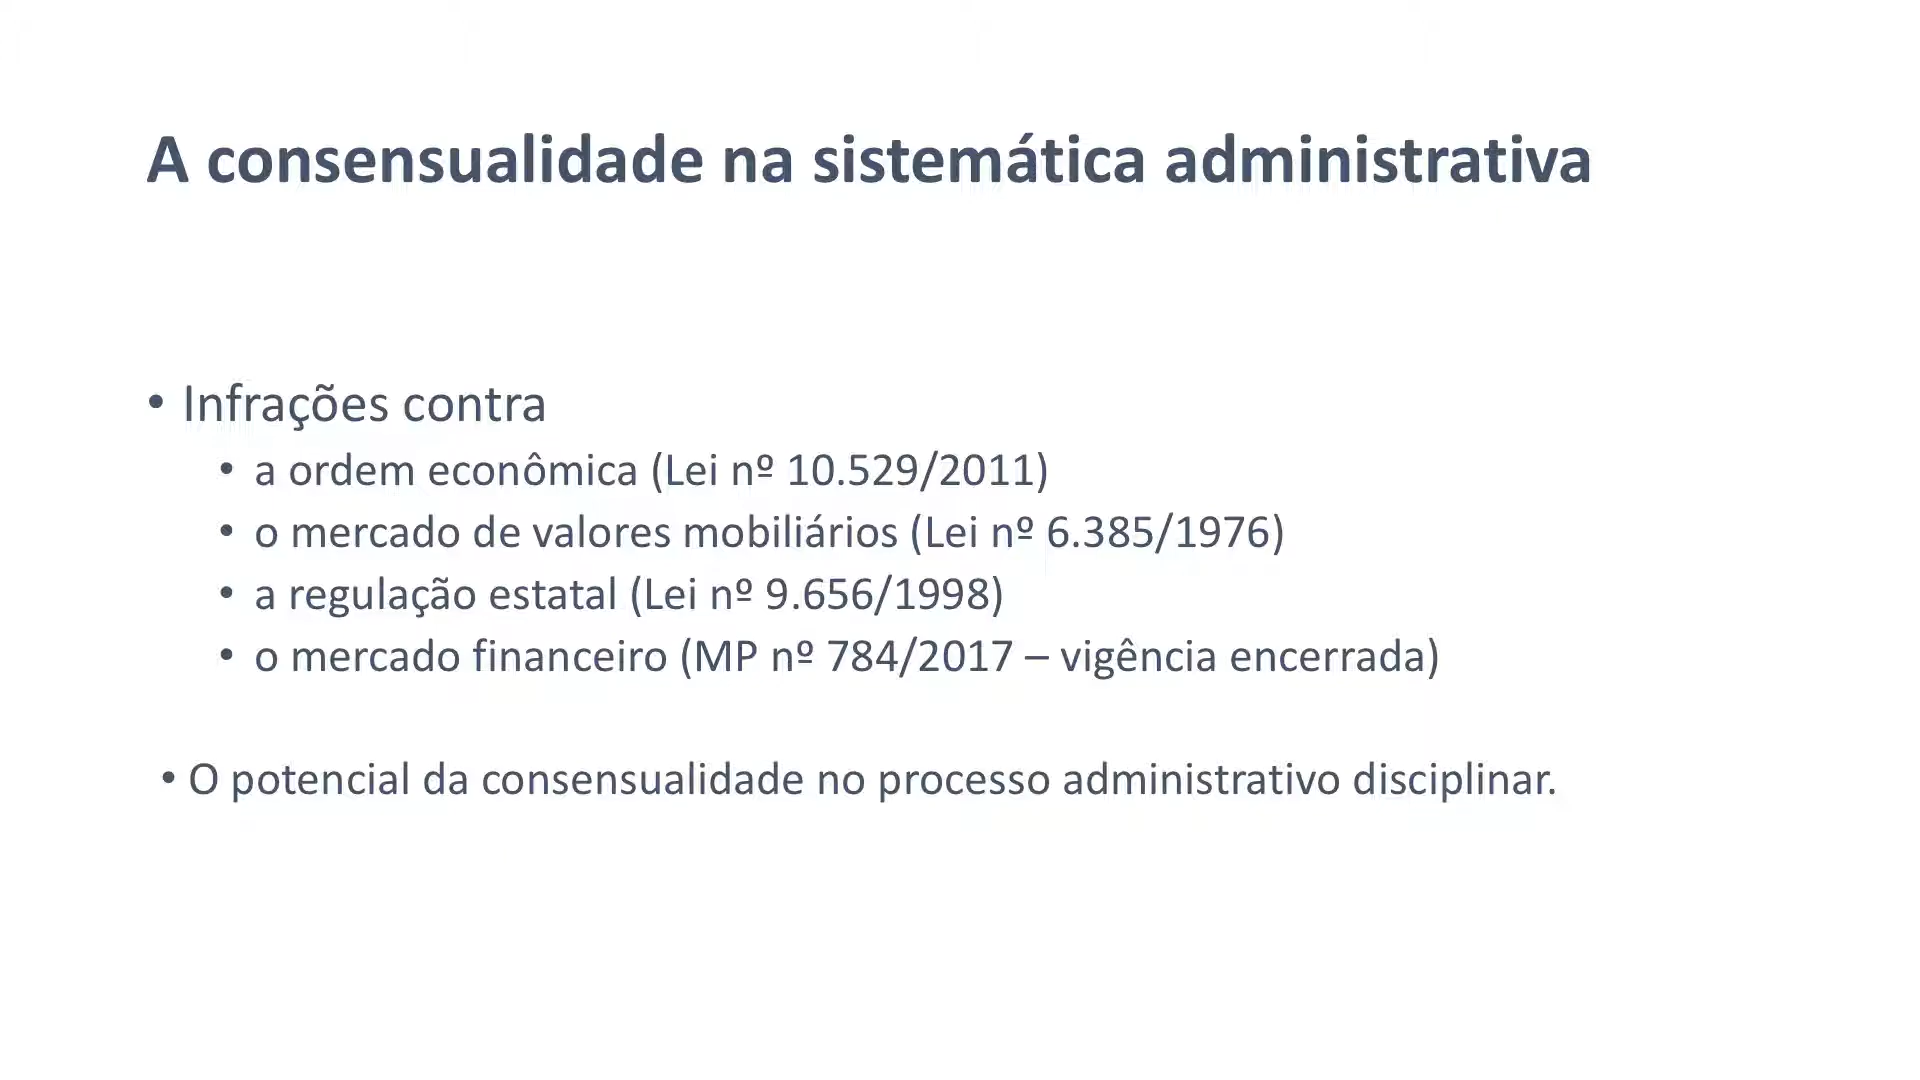 A consensualidade na sistemática administrativa
• Infrações contra
• a ordem econômica (Lei nº 10.529/2011)
• o mercado de valores mobiliários (Lei nº 6.385/1976)
• a regulação estatal (Lei nº 9.656/1998)
• o mercado financeiro (MP nº 784/2017 – vigência encerrada)
• O potencial da consensualidade no processo administrativo disciplinar.